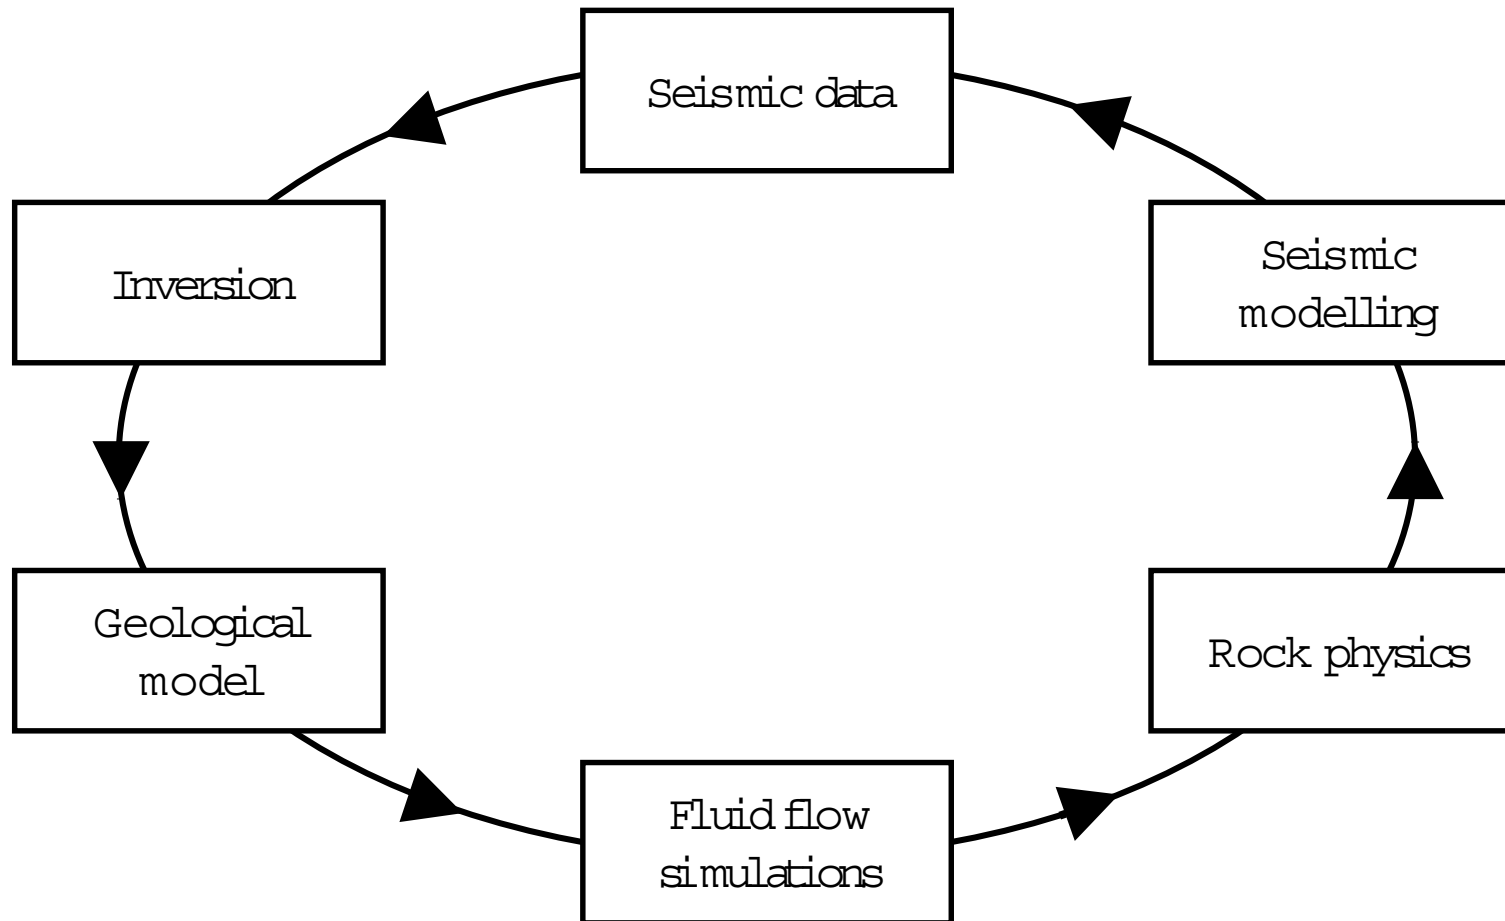 Seismic data
Inversion
Seismic
modelling
Geological
model
Rock physics
Fluid flow
simulations